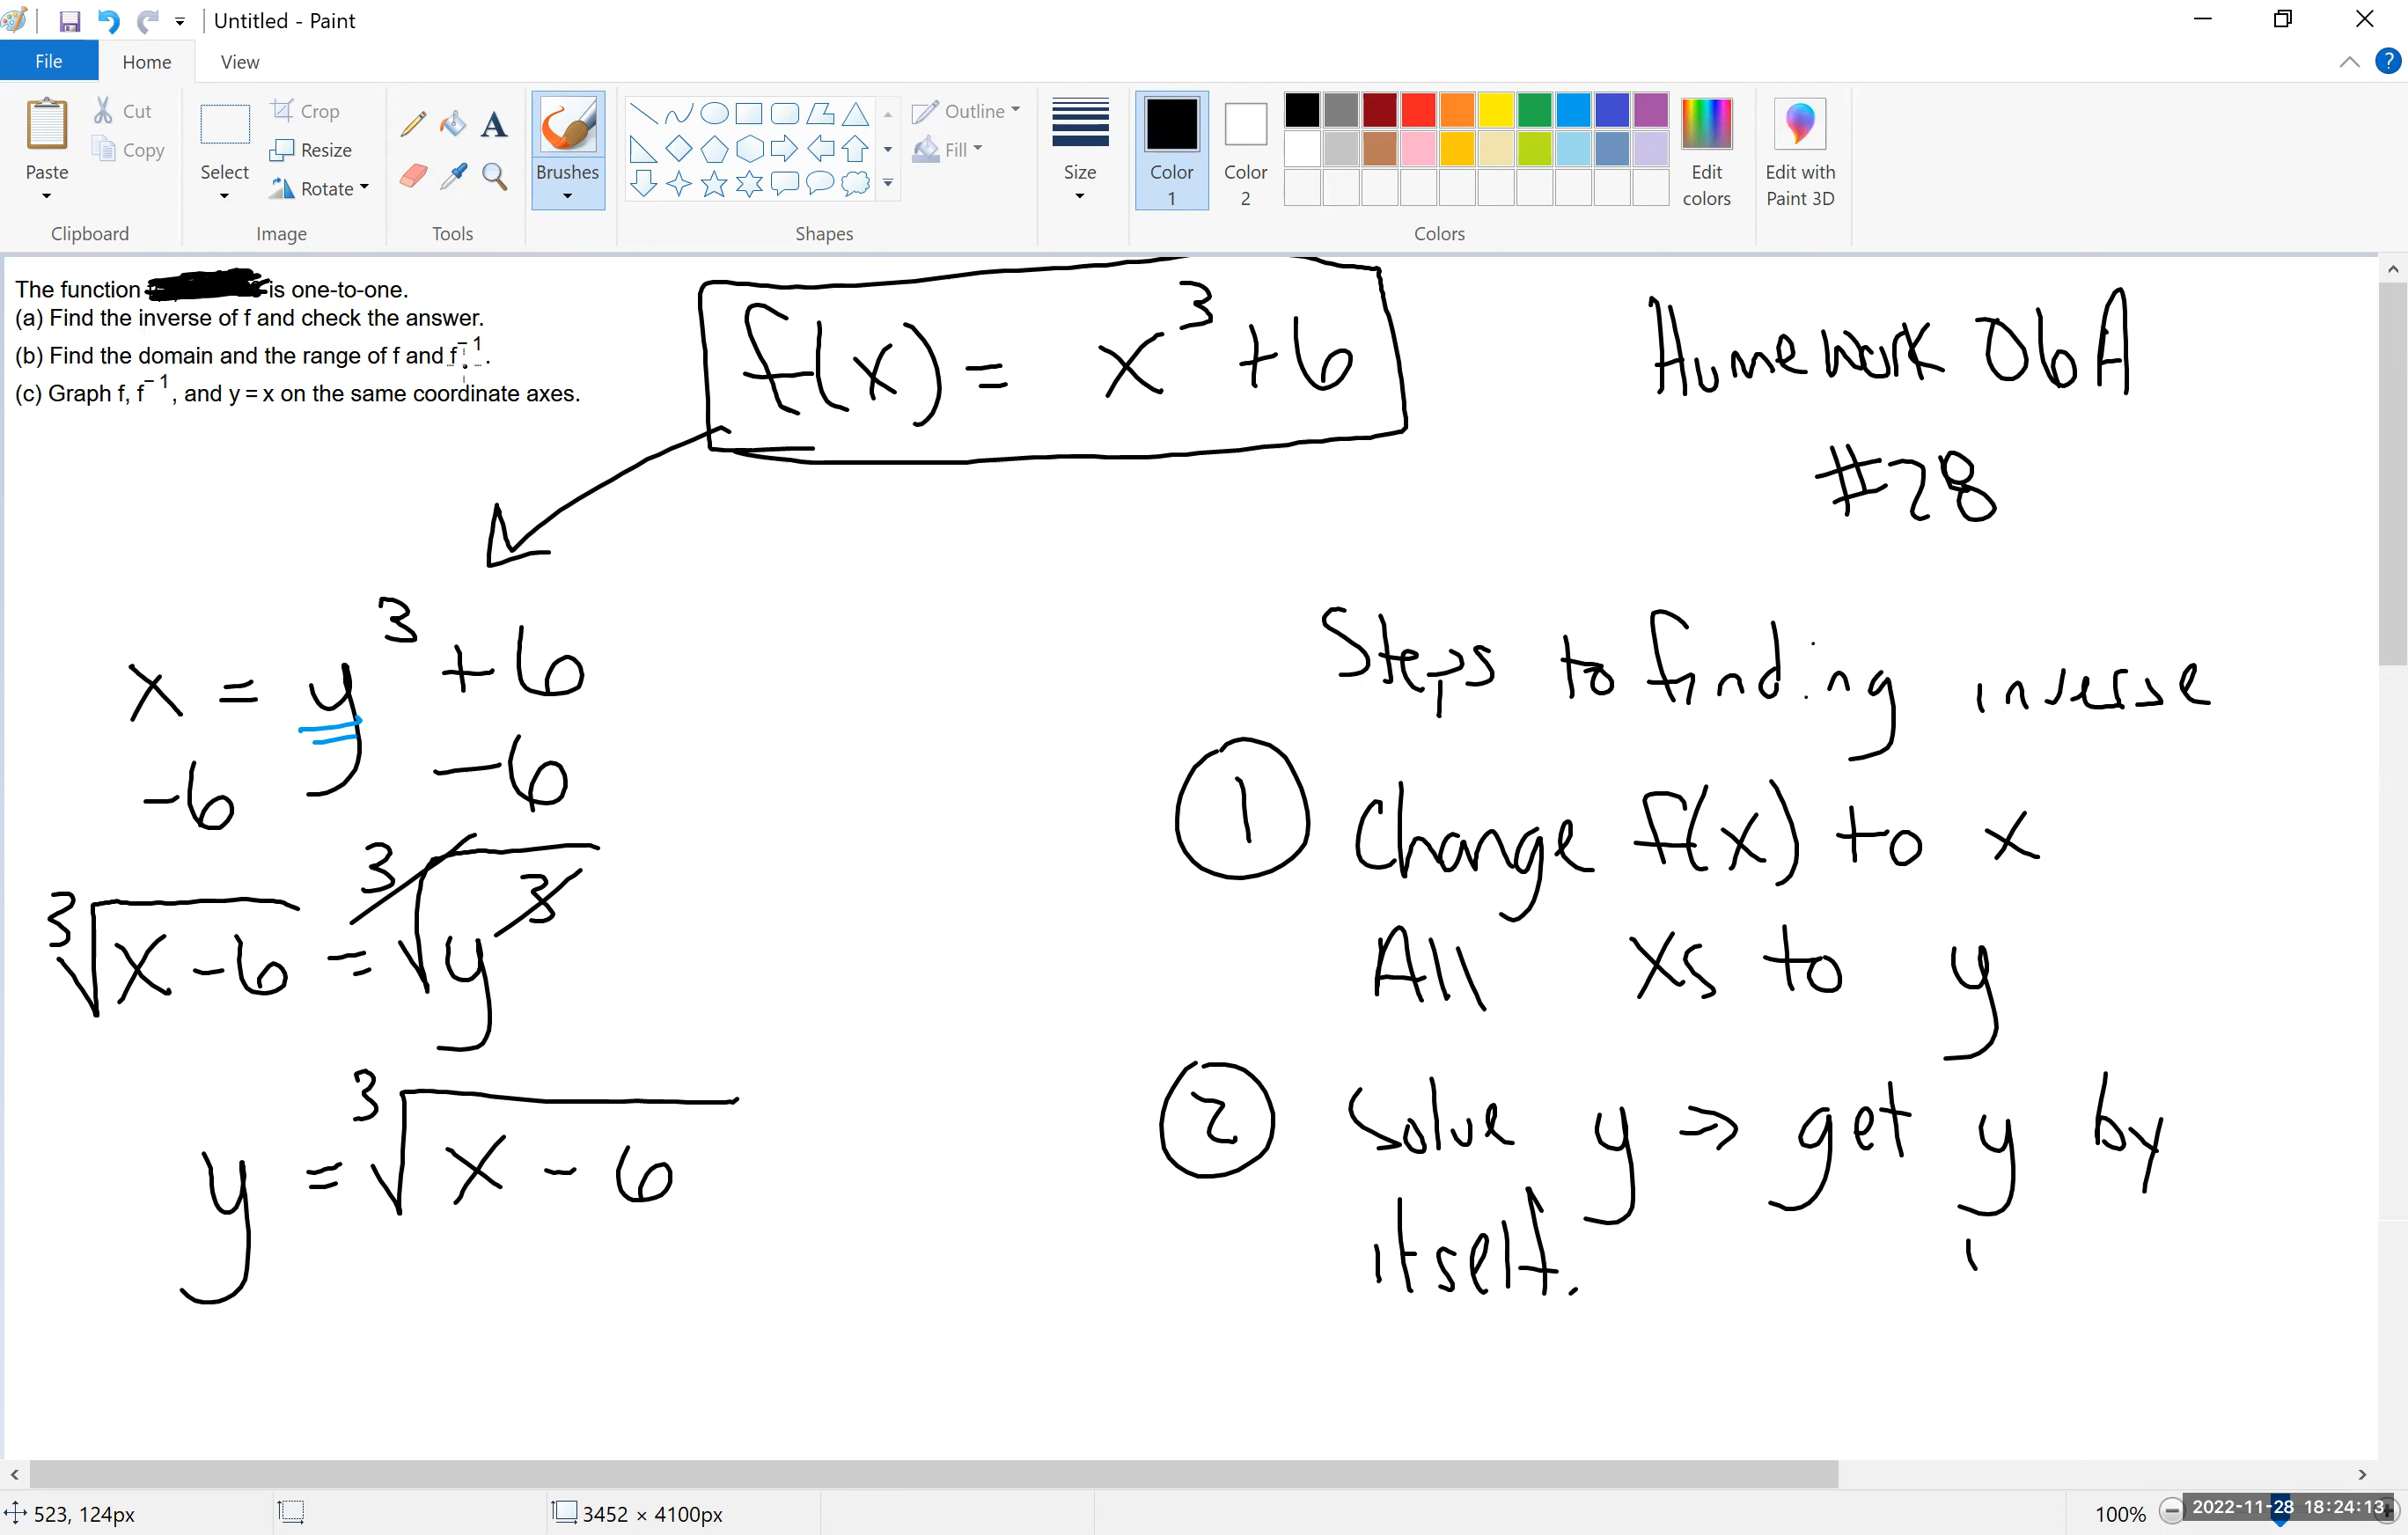 Untitled - Paint
File Home View
Paste Cut Copy Clipboard
Select Crop Resize Rotate Image
Tools
Brushes
Shapes
Outline Fill
Size
Color 1 Color 2
Edit colors
Colors
Edit with Paint 3D
The function is one-to-one.
(a) Find the inverse of f and check the answer.
(b) Find the domain and the range of f and f⁻¹.
(c) Graph f, f⁻¹, and y = x on the same coordinate axes.
f(x) = x³ + 6
Homework 06A
#28
x = y³ + 6
-6 -6
³√x-6 = ³√y³
y = ³√x - 6
Steps to finding inverse
① Change f(x) to x
All xs to y
② Solve y ⇒ get y by
itself.
523, 124px
3452 × 4100px
100%
2022-11-28 18:24:13